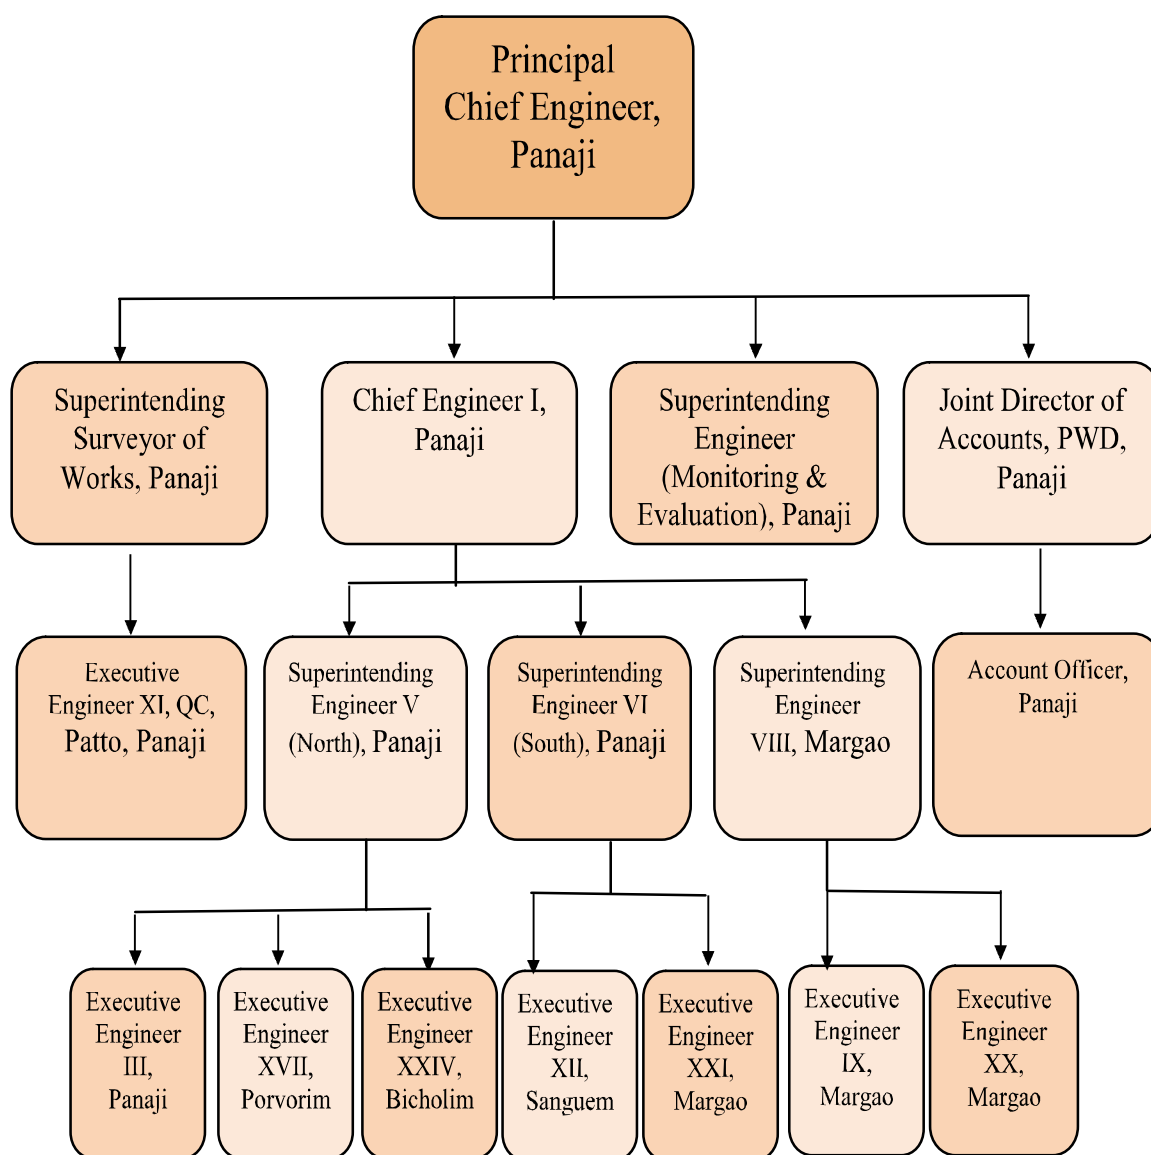 Principal
Chief Engineer,
Panaji
Superintending
Surveyor of
Works, Panaji
Chief Engineer I,
Panaji
Superintending
Engineer
(Monitoring &
Evaluation), Panaji
Joint Director of
Accounts, PWD,
Panaji
Executive
Engineer XI, QC,
Patto, Panaji
Superintending
Engineer V
(North), Panaji
Superintending
Engineer VI
(South), Panaji
Superintending
Engineer
VIII, Margao
Account Officer,
Panaji
Executive
Engineer
III,
Panaji
Executive
Engineer
XVII,
Porvorim
Executive
Engineer
XXIV,
Bicholim
Executive
Engineer
XII,
Sanguem
Executive
Engineer
XXI,
Margao
Executive
Engineer
IX,
Margao
Executive
Engineer
XX,
Margao